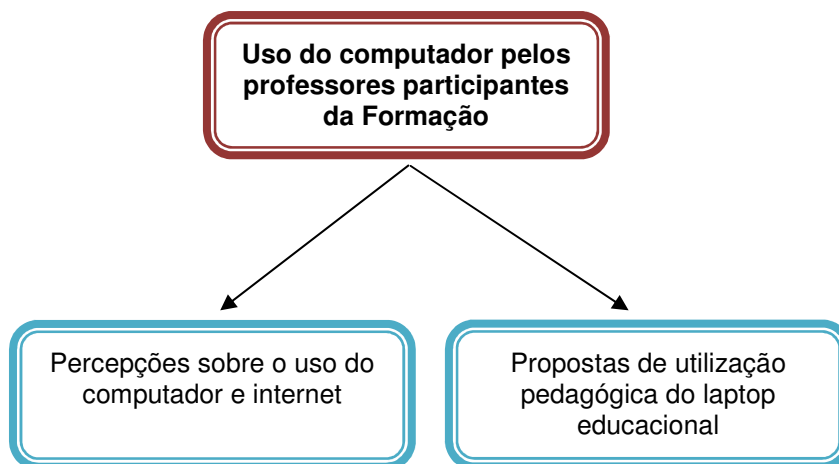 Uso do computador pelos
professores participantes
da Formação
Percepções sobre o uso do
computador e internet
Propostas de utilização
pedagógica do laptop
educacional